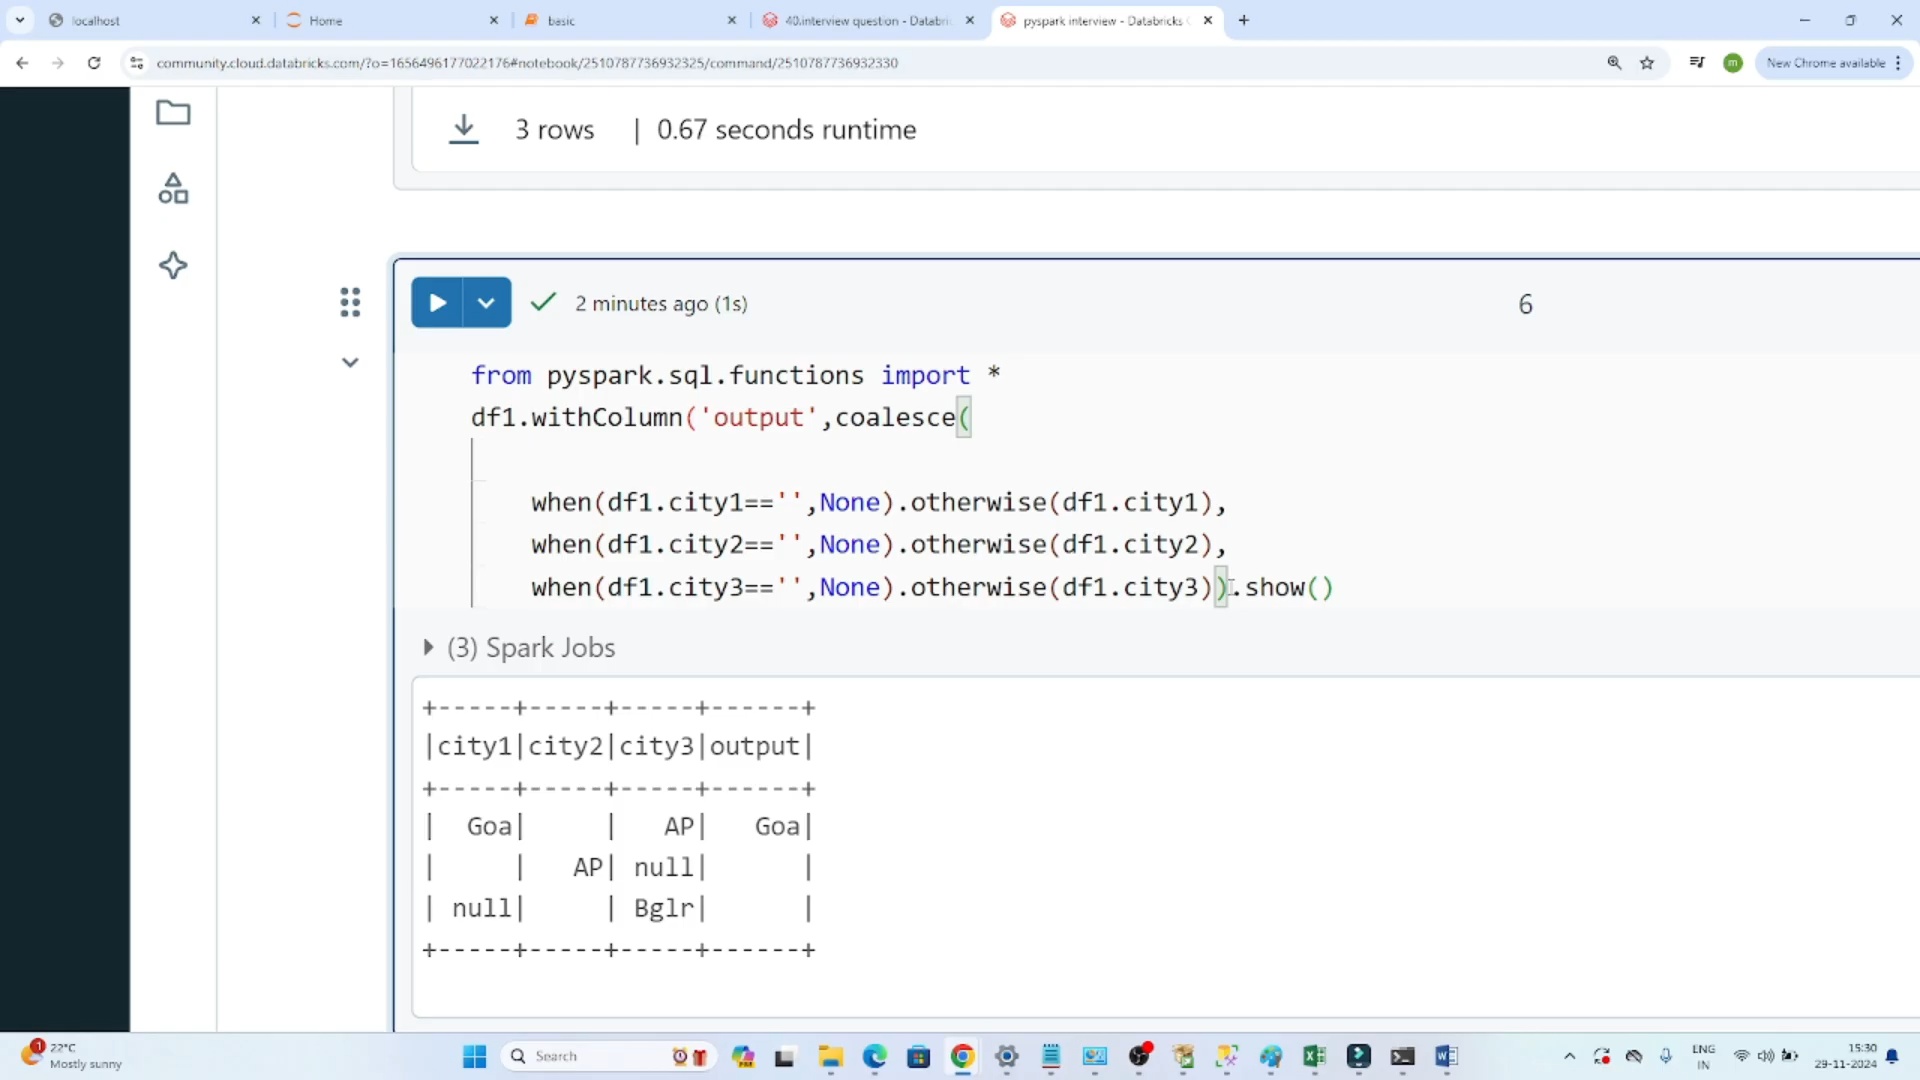 localhost
Home
basic
40.interview question - Databric
pyspark interview - Databricks C
community.cloud.databricks.com/?o=1656496177022176#notebook/2510787736932325/command/2510787736932330
m
New Chrome available
3 rows | 0.67 seconds runtime
2 minutes ago (1s)
6
from pyspark.sql.functions import *
df1.withColumn('output',coalesce(
when(df1.city1=='',None).otherwise(df1.city1),
when(df1.city2=='',None).otherwise(df1.city2),
when(df1.city3=='',None).otherwise(df1.city3)).show()
(3) Spark Jobs
+-----+-----+-----+------+
|city1|city2|city3|output|
+-----+-----+-----+------+
|  Goa|     |   AP|   Goa|
|     |   AP| null|      |
| null|     | Bglr|      |
+-----+-----+-----+------+
1
22°C
Mostly sunny
Search
ENG
IN
15:30
29-11-2024